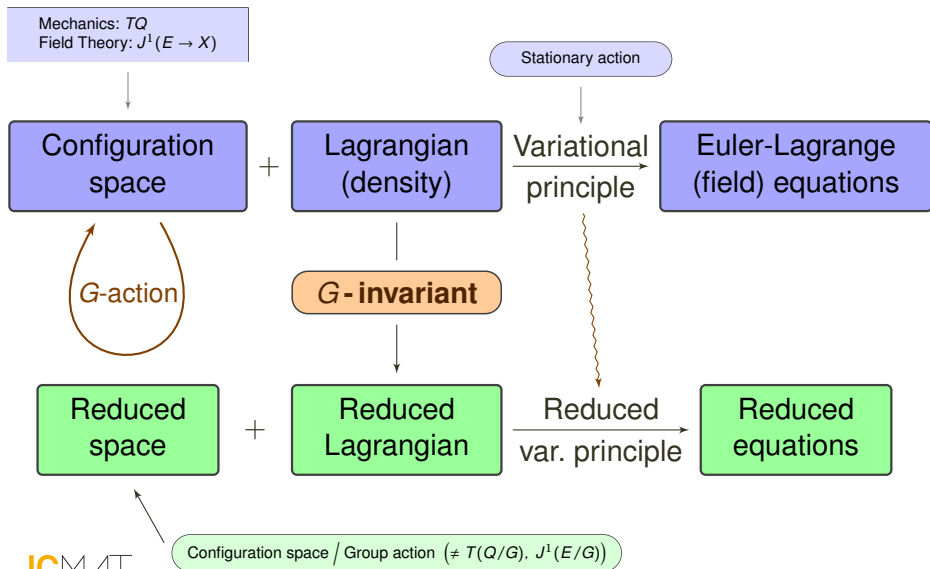 Mechanics: TQ
Field Theory: J¹(E → X)
Stationary action
Configuration
space
+
Lagrangian
(density)
Variational
principle
Euler-Lagrange
(field) equations
G-action
G - invariant
Reduced
space
+
Reduced
Lagrangian
Reduced
var. principle
Reduced
equations
Configuration space / Group action (≠ T(Q/G), J¹(E/G))
ICMAT